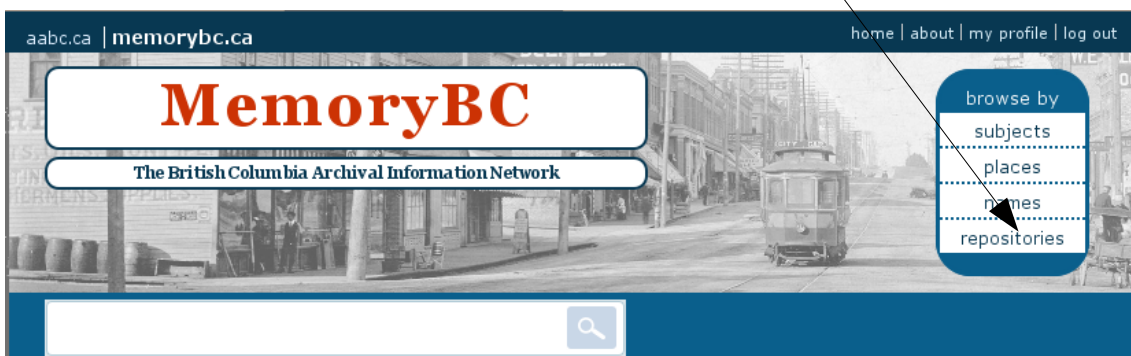 aabc.ca | memorybc.ca
home | about | my profile | log out
MemoryBC
The British Columbia Archival Information Network
browse by
subjects
places
names
repositories